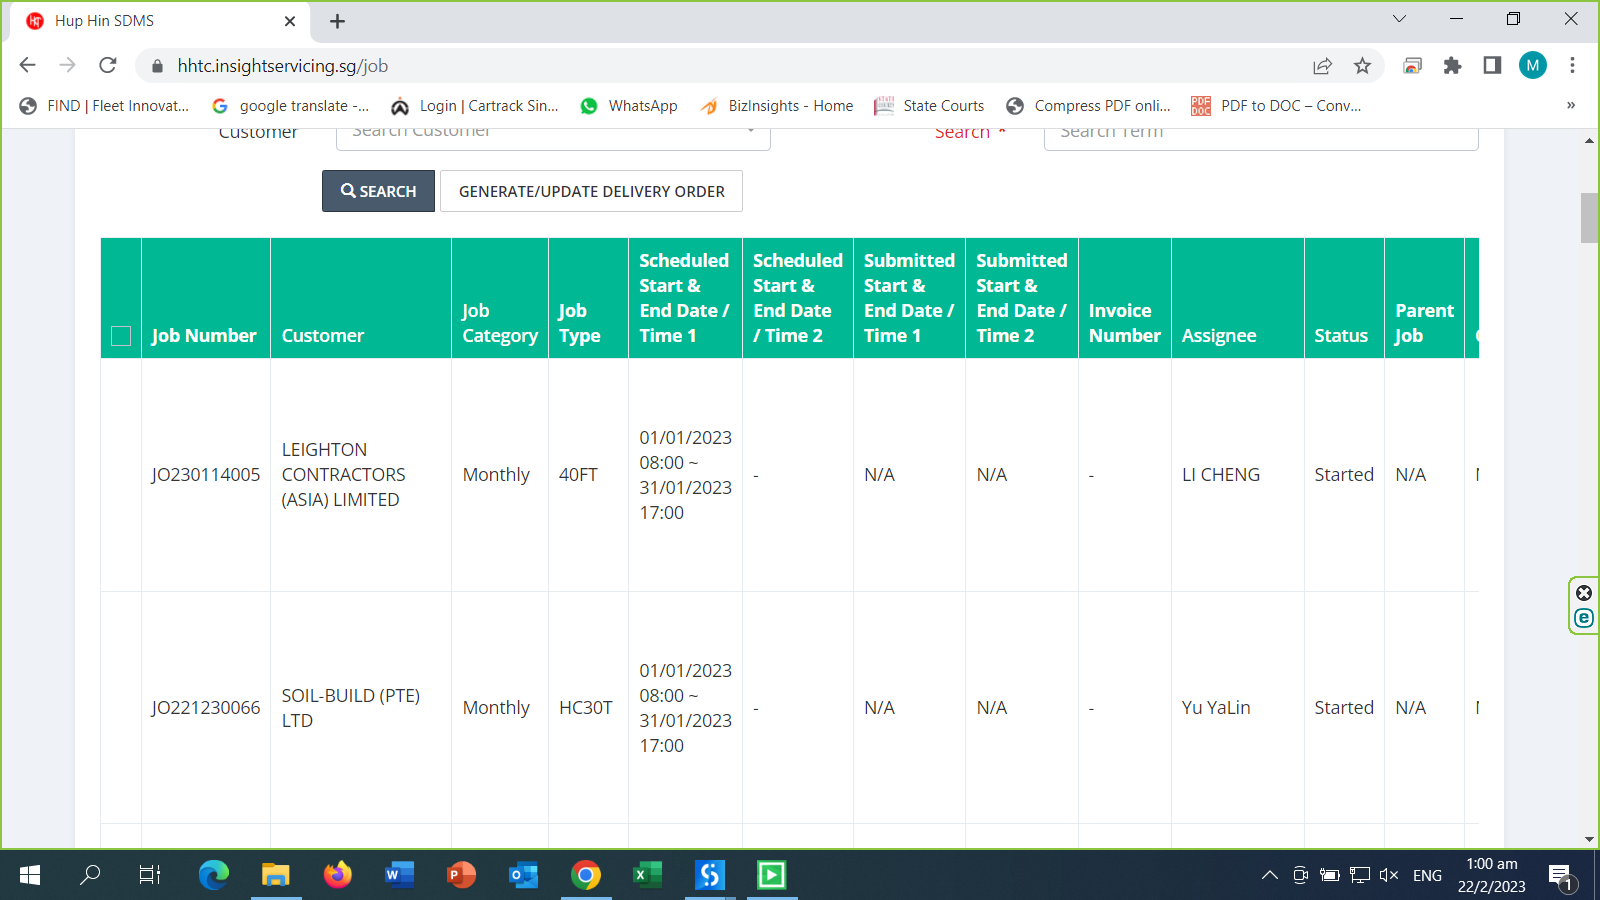 Hup Hin SDMS
hhtc.insightservicing.sg/job
M
FIND | Fleet Innovat...
google translate -...
Login | Cartrack Sin...
WhatsApp
BizInsights - Home
State Courts
Compress PDF onli...
PDF to DOC – Conv...
»
Customer
Search Customer
Search *
Search Term
SEARCH
GENERATE/UPDATE DELIVERY ORDER
Job Number
Customer
Job
Category
Job
Type
Scheduled
Start &
End Date /
Time 1
Scheduled
Start &
End Date
/ Time 2
Submitted
Start &
End Date /
Time 1
Submitted
Start &
End Date /
Time 2
Invoice
Number
Assignee
Status
Parent
Job
JO230114005
LEIGHTON
CONTRACTORS
(ASIA) LIMITED
Monthly
40FT
01/01/2023
08:00 ~
31/01/2023
17:00
-
N/A
N/A
-
LI CHENG
Started
N/A
JO221230066
SOIL-BUILD (PTE)
LTD
Monthly
HC30T
01/01/2023
08:00 ~
31/01/2023
17:00
-
N/A
N/A
-
Yu YaLin
Started
N/A
ENG
1:00 am
22/2/2023
1